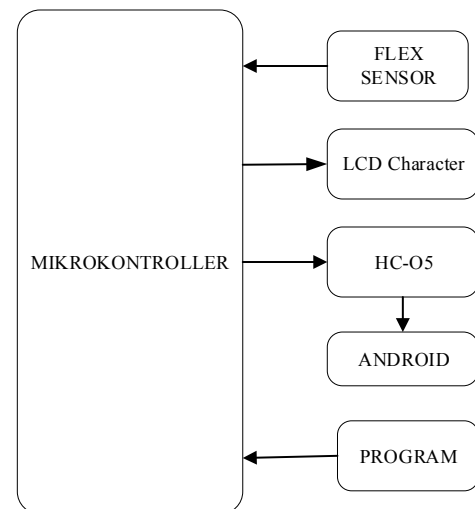 FLEX
SENSOR
LCD Character
MIKROKONTROLLER
HC-O5
ANDROID
PROGRAM